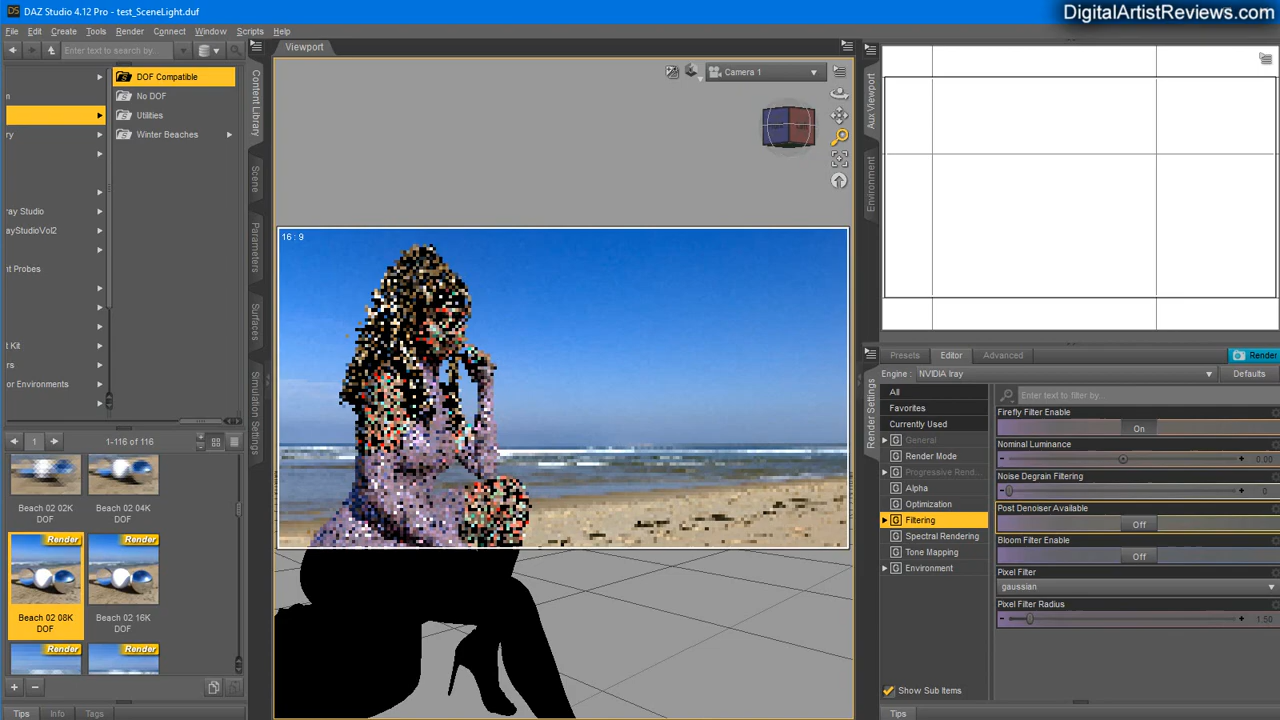 DAZ Studio 4.12 Pro - test_SceneLight.duf
DigitalArtistReviews.com
File Edit Create Tools Render Connect Window Scripts Help
Enter text to search by...
Viewport
DOF Compatible
No DOF
Utilities
Winter Beaches
ray Studio
ayStudioVol2
nt Probes
t Kit
rs
or Environments
1
1-116 of 116
Beach 02 02K
DOF
Beach 02 04K
DOF
Render
Render
Beach 02 08K
DOF
Beach 02 16K
DOF
Render
Render
Tips Info Tags
Content Library
Scene
Parameters
Surfaces
Simulation Settings
Camera 1
16 : 9
Aux Viewport
Environment
Render Settings
Presets Editor Advanced Render
Engine : NVIDIA Iray Defaults
All
Favorites
Currently Used
G General
G Render Mode
G Progressive Rend...
G Alpha
G Optimization
G Filtering
G Spectral Rendering
G Tone Mapping
G Environment
Show Sub Items
Tips
Enter text to filter by...
Firefly Filter Enable
On
Nominal Luminance
0.00
Noise Degrain Filtering
0
Post Denoiser Available
Off
Bloom Filter Enable
Off
Pixel Filter
gaussian
Pixel Filter Radius
1.50